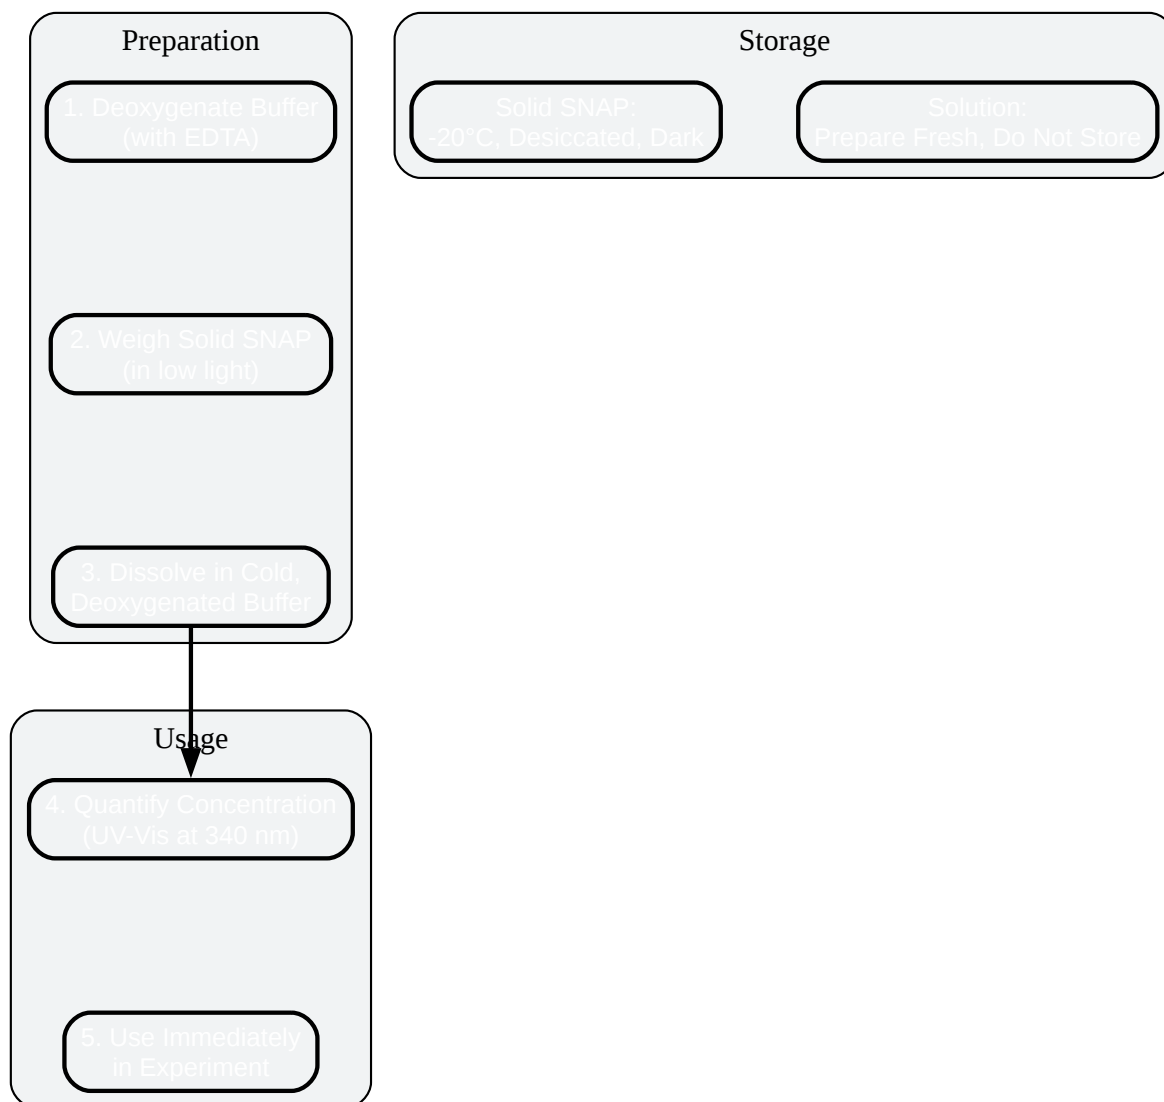 Preparation
1. Deoxygenate Buffer
(with EDTA)
2. Weigh Solid SNAP
(in low light)
3. Dissolve in Cold,
Deoxygenated Buffer
Usage
4. Quantify Concentration
(UV-Vis at 340 nm)
5. Use Immediately
in Experiment
Storage
Solid SNAP:
-20°C, Desiccated, Dark
Solution:
Prepare Fresh, Do Not Store